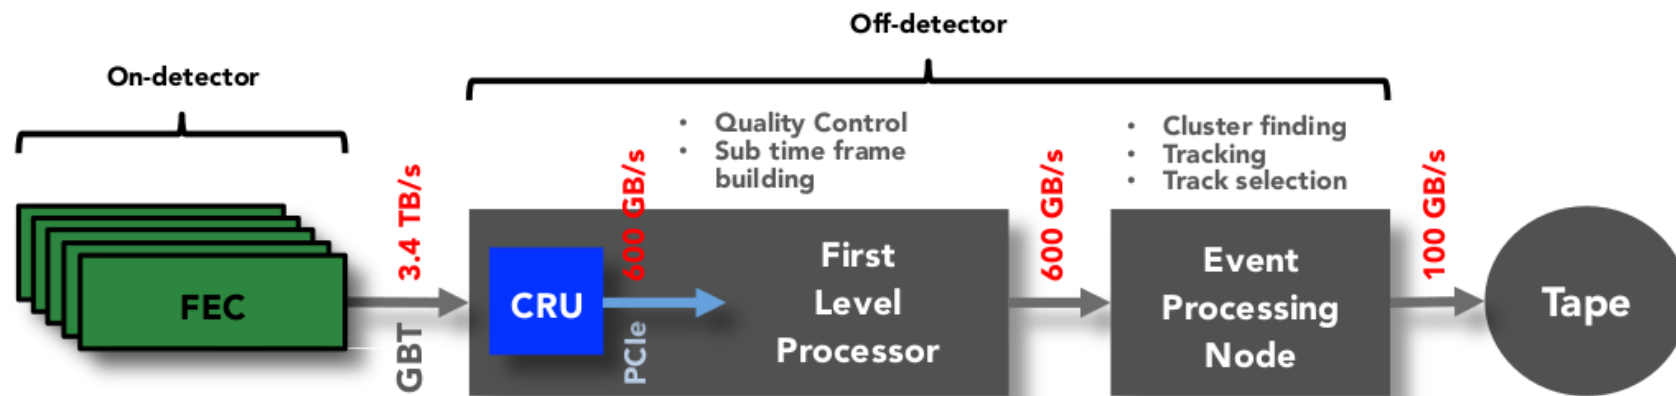 Off-detector
On-detector
• Quality Control
• Sub time frame
building
• Cluster finding
• Tracking
• Track selection
3.4 TB/s
600 GB/s
600 GB/s
100 GB/s
FEC
GBT
CRU
PCIe
First
Level
Processor
Event
Processing
Node
Tape